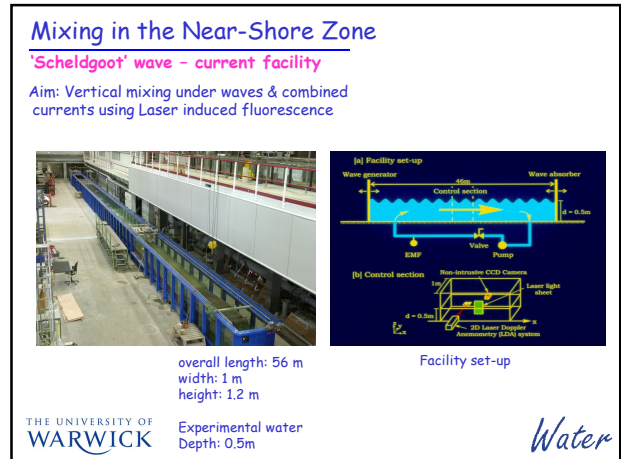 Mixing in the Near-Shore Zone
‘Scheldgoot’ wave – current facility
Aim: Vertical mixing under waves & combined
currents using Laser induced fluorescence
[a] Facility set-up
Wave generator
Wave absorber
46m
Control section
d = 0.5m
EMF
Valve
Pump
[b] Control section
Non-intrusive CCD Camera
1m
Laser light
sheet
d = 0.5m
z
y
x
x
2D Laser Doppler
Anemometry (LDA) system
overall length: 56 m
width: 1 m
height: 1.2 m
Facility set-up
Experimental water
Depth: 0.5m
THE UNIVERSITY OF
WARWICK
Water